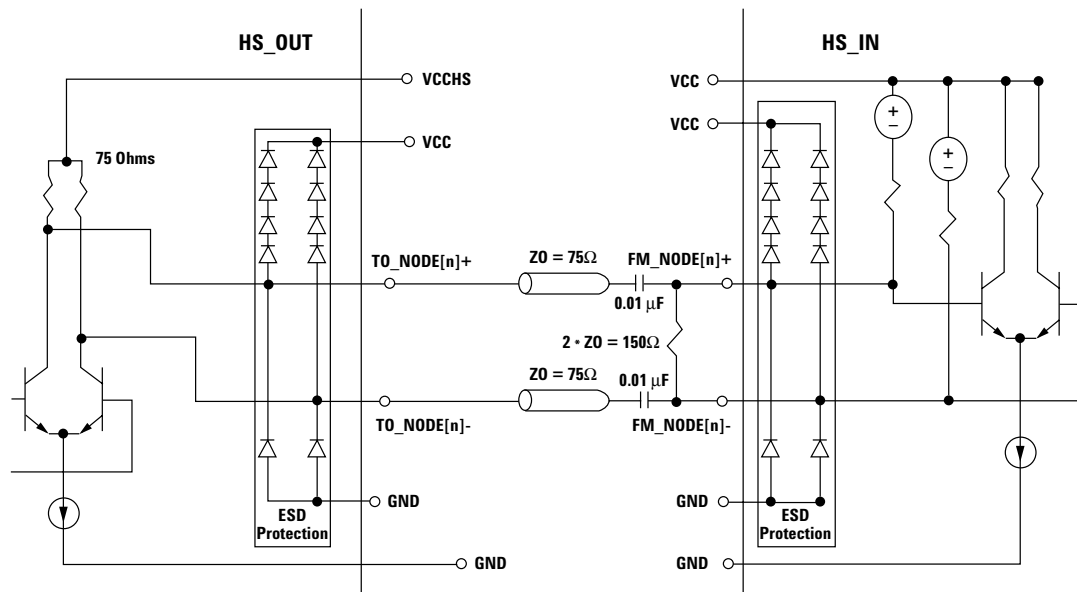 HS_OUT
HS_IN
VCCHS
VCC
VCC
VCC
75 Ohms
+
–
+
–
TO_NODE[n]+
ZO = 75Ω
FM_NODE[n]+
0.01 μF
2 * ZO = 150Ω
ZO = 75Ω
0.01 μF
TO_NODE[n]-
FM_NODE[n]-
GND
GND
ESD
Protection
ESD
Protection
GND
GND